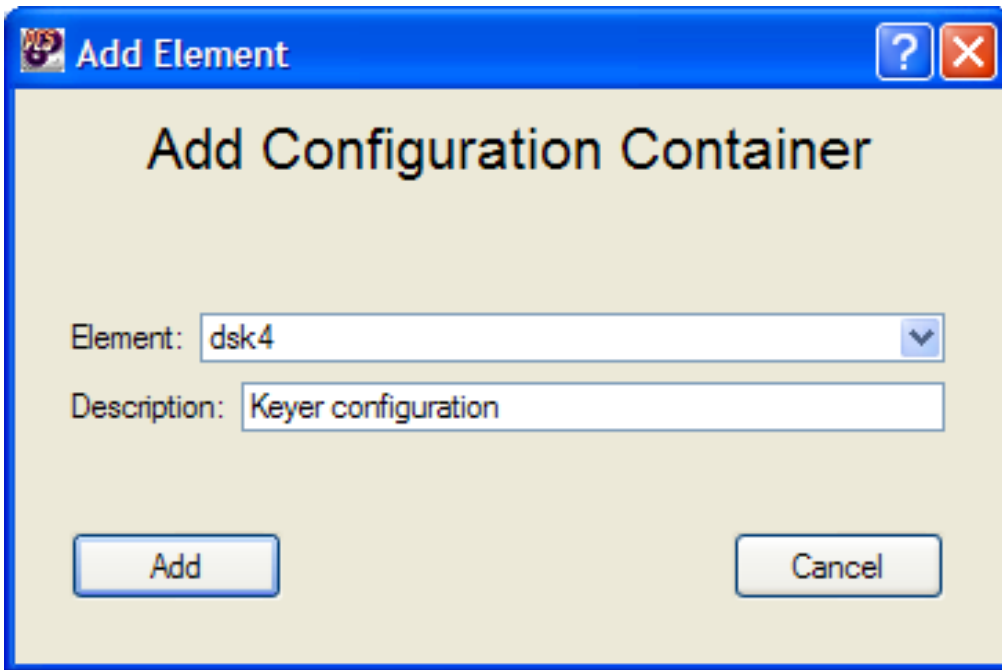 Add Element
?
Add Configuration Container
Element: dsk4
Description: Keyer configuration
Add Cancel